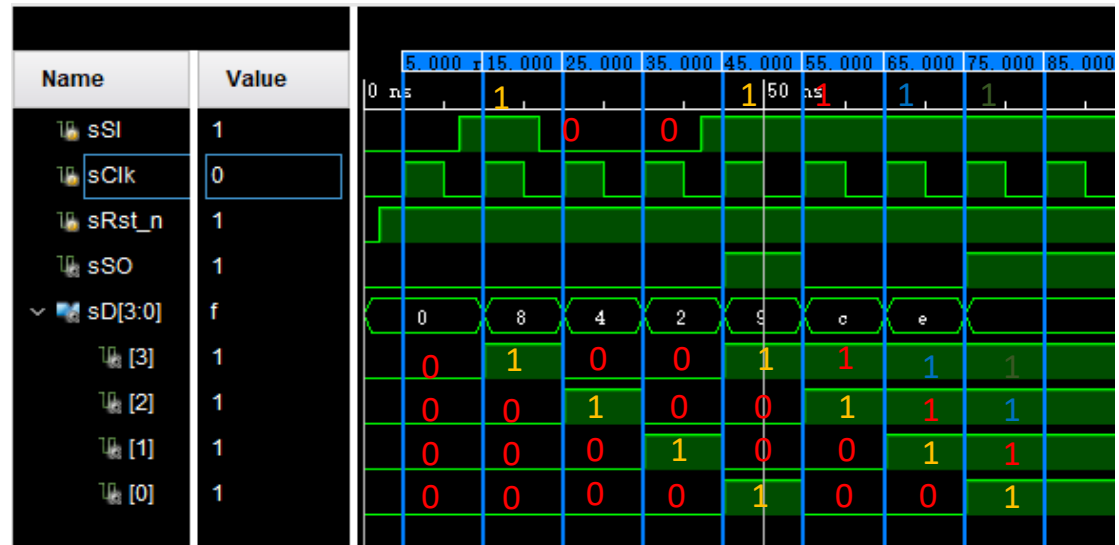 5.000 n 15.000 25.000 35.000 45.000 55.000 65.000 75.000 85.000
Name Value
0 ns 1 1 50 ns 1 1 1
sSI 1 0 0
sClk 0
sRst_n 1
sSO 1
sD[3:0] f 0 8 4 2 9 c e
[3] 1 0 1 0 0 1 1 1 1
[2] 1 0 0 1 0 0 1 1 1
[1] 1 0 0 0 1 0 0 1 1
[0] 1 0 0 0 0 1 0 0 1